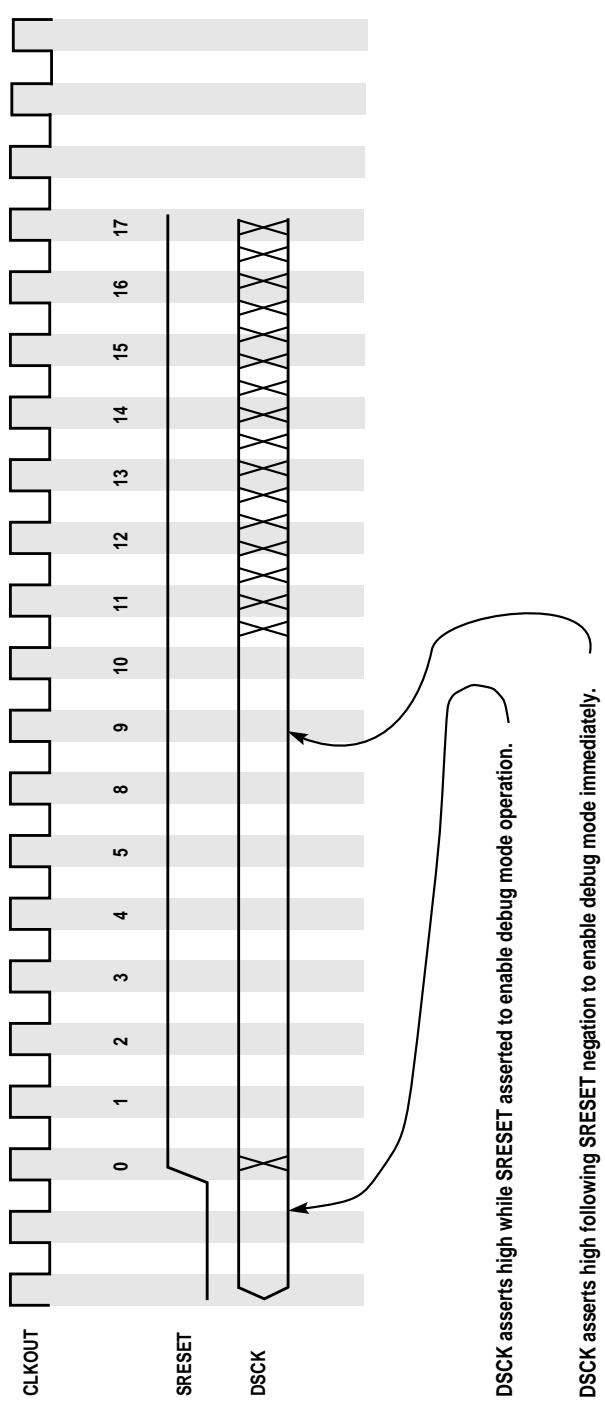 CLKOUT
0 1 2 3 4 5 8 9 10 11 12 13 14 15 16 17
SRESET
DSCK
DSCK asserts high while SRESET asserted to enable debug mode operation.
DSCK asserts high following SRESET negation to enable debug mode immediately.